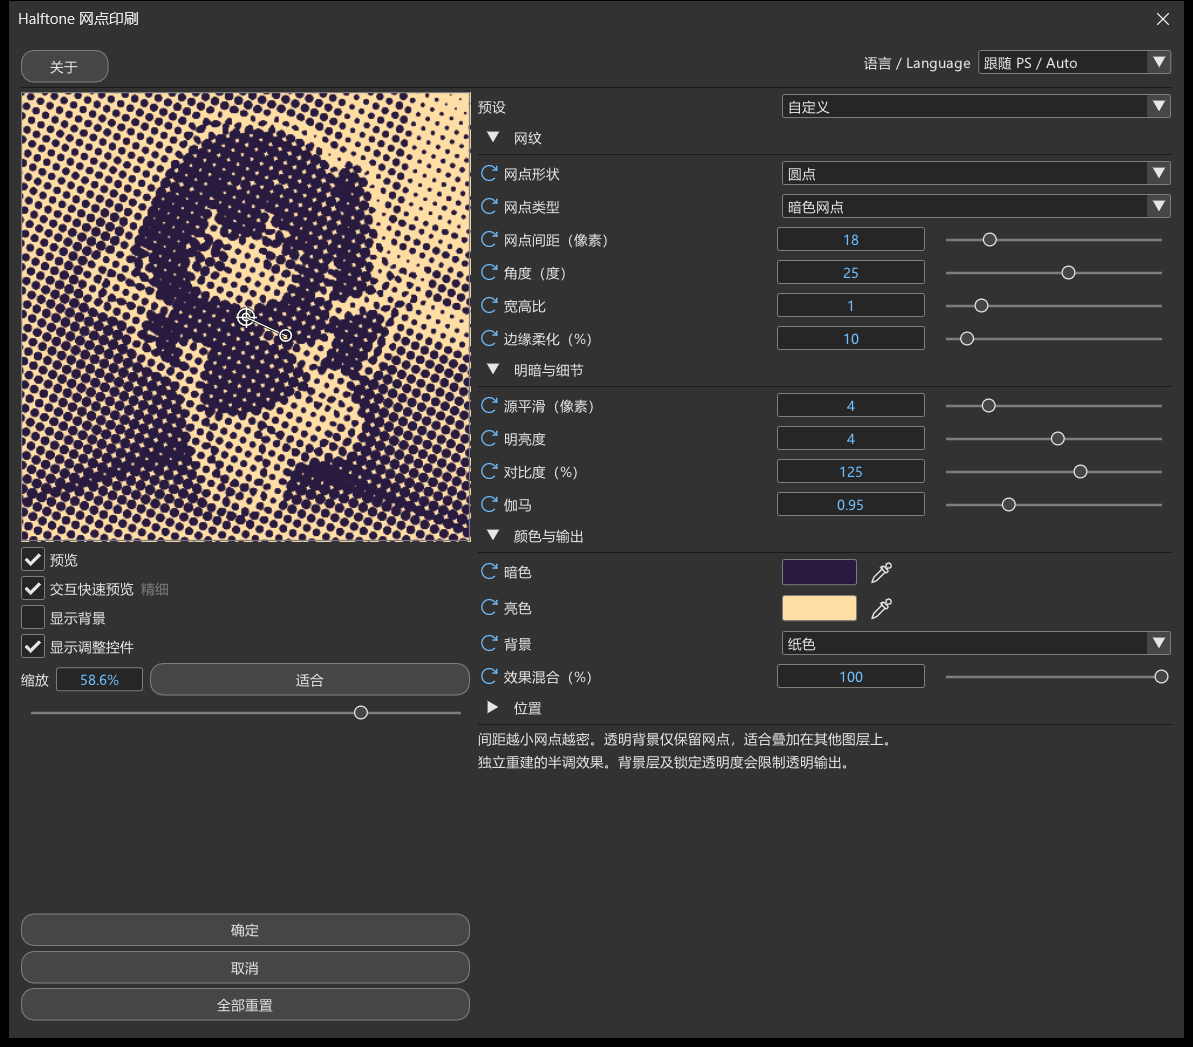 Halftone 网点印刷
关于
语言 / Language 跟随 PS / Auto
预设 自定义
网纹
网点形状 圆点
网点类型 暗色网点
网点间距（像素） 18
角度（度） 25
宽高比 1
边缘柔化（%） 10
明暗与细节
源平滑（像素） 4
明亮度 4
对比度（%） 125
伽马 0.95
颜色与输出
暗色
亮色
背景 纸色
效果混合（%） 100
位置
间距越小网点越密。透明背景仅保留网点，适合叠加在其他图层上。
独立重建的半调效果。背景层及锁定透明度会限制透明输出。
预览
交互快速预览 精细
显示背景
显示调整控件
缩放 58.6% 适合
确定
取消
全部重置